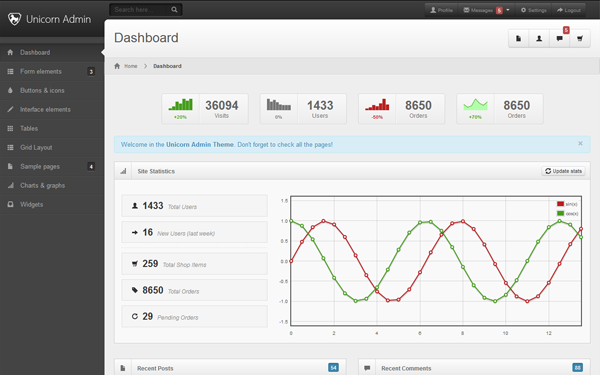 Unicorn Admin
Search here...
Profile
Messages 5
Settings
Logout
Dashboard
Form elements 3
Buttons & icons
Interface elements
Tables
Grid Layout
Sample pages 4
Charts & graphs
Widgets
Dashboard
5
Home > Dashboard
+20% 36094 Visits
0% 1433 Users
-50% 8650 Orders
+70% 8650 Orders
Welcome in the Unicorn Admin Theme. Don't forget to check all the pages! ×
Site Statistics
Update stats
1433 Total Users
16 New Users (last week)
259 Total Shop Items
8650 Total Orders
29 Pending Orders
1.5
1.0
0.5
0.0
-0.5
-1.0
-1.5
0 2 4 6 8 10 12
sin(x)
cos(x)
Recent Posts 54
Recent Comments 88